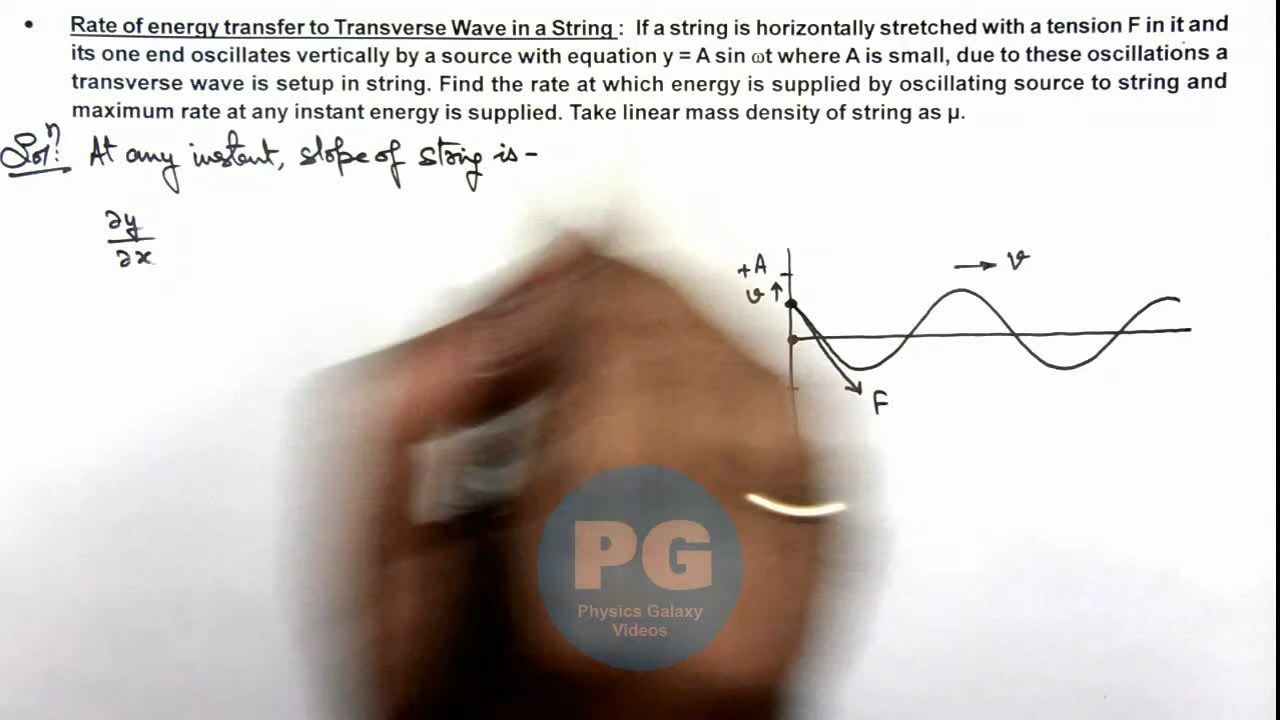 • Rate of energy transfer to Transverse Wave in a String : If a string is horizontally stretched with a tension F in it and
its one end oscillates vertically by a source with equation y = A sin ωt where A is small, due to these oscillations a
transverse wave is setup in string. Find the rate at which energy is supplied by oscillating source to string and
maximum rate at any instant energy is supplied. Take linear mass density of string as μ.
Solⁿ: At any instant, slope of string is -
∂y
∂x
+A
v ↑
→ v
F
PG
Physics Galaxy
Videos